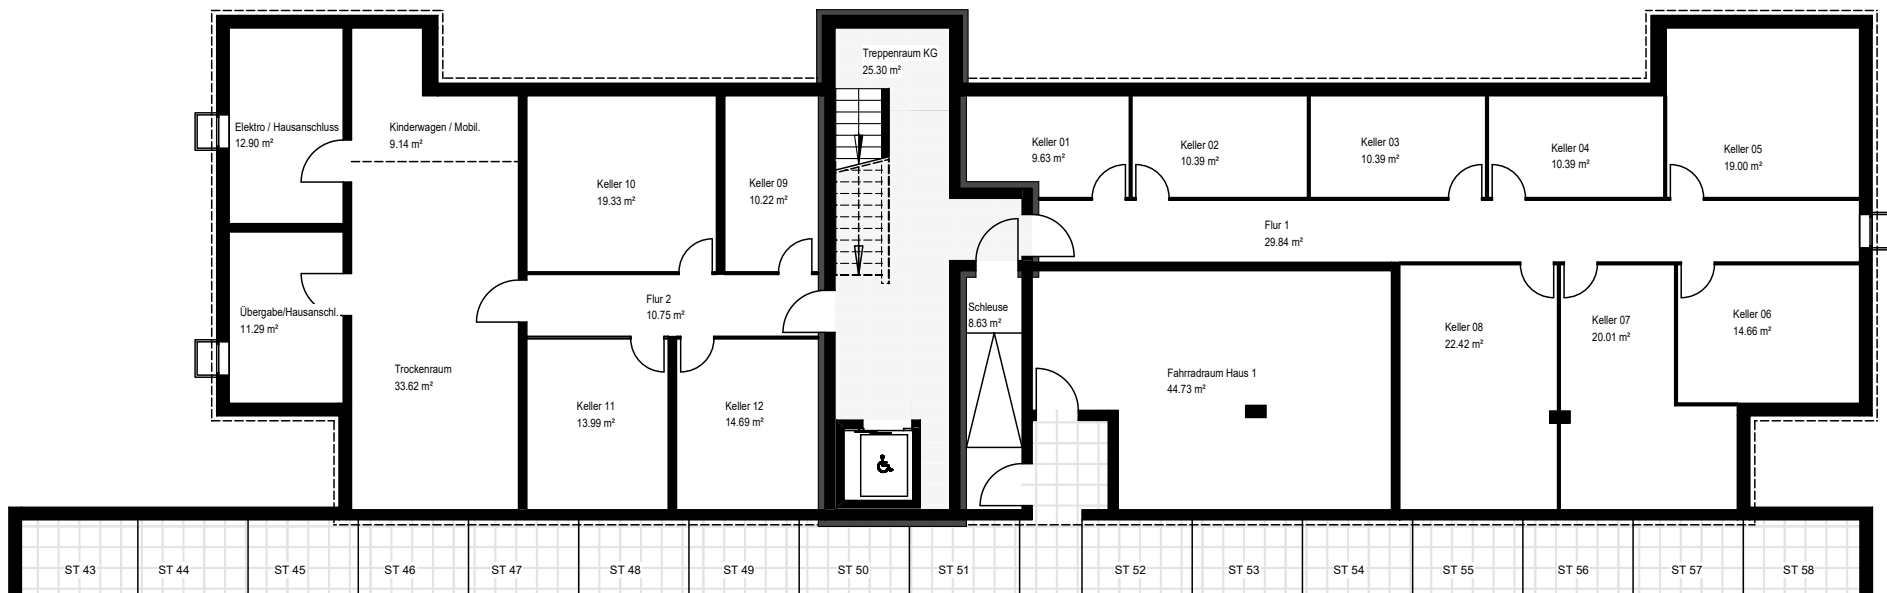 Treppenraum KG
25.30 m²
Elektro / Hausanschluss
12.90 m²
Kinderwagen / Mobil.
9.14 m²
Keller 01
9.63 m²
Keller 02
10.39 m²
Keller 03
10.39 m²
Keller 04
10.39 m²
Keller 05
19.00 m²
Keller 10
19.33 m²
Keller 09
10.22 m²
Flur 1
29.84 m²
Übergabe/Hausanschl..
11.29 m²
Flur 2
10.75 m²
Schleuse
8.63 m²
Keller 08
22.42 m²
Keller 07
20.01 m²
Keller 06
14.66 m²
Trockenraum
33.62 m²
Fahrradraum Haus 1
44.73 m²
Keller 11
13.99 m²
Keller 12
14.69 m²
ST 43
ST 44
ST 45
ST 46
ST 47
ST 48
ST 49
ST 50
ST 51
ST 52
ST 53
ST 54
ST 55
ST 56
ST 57
ST 58